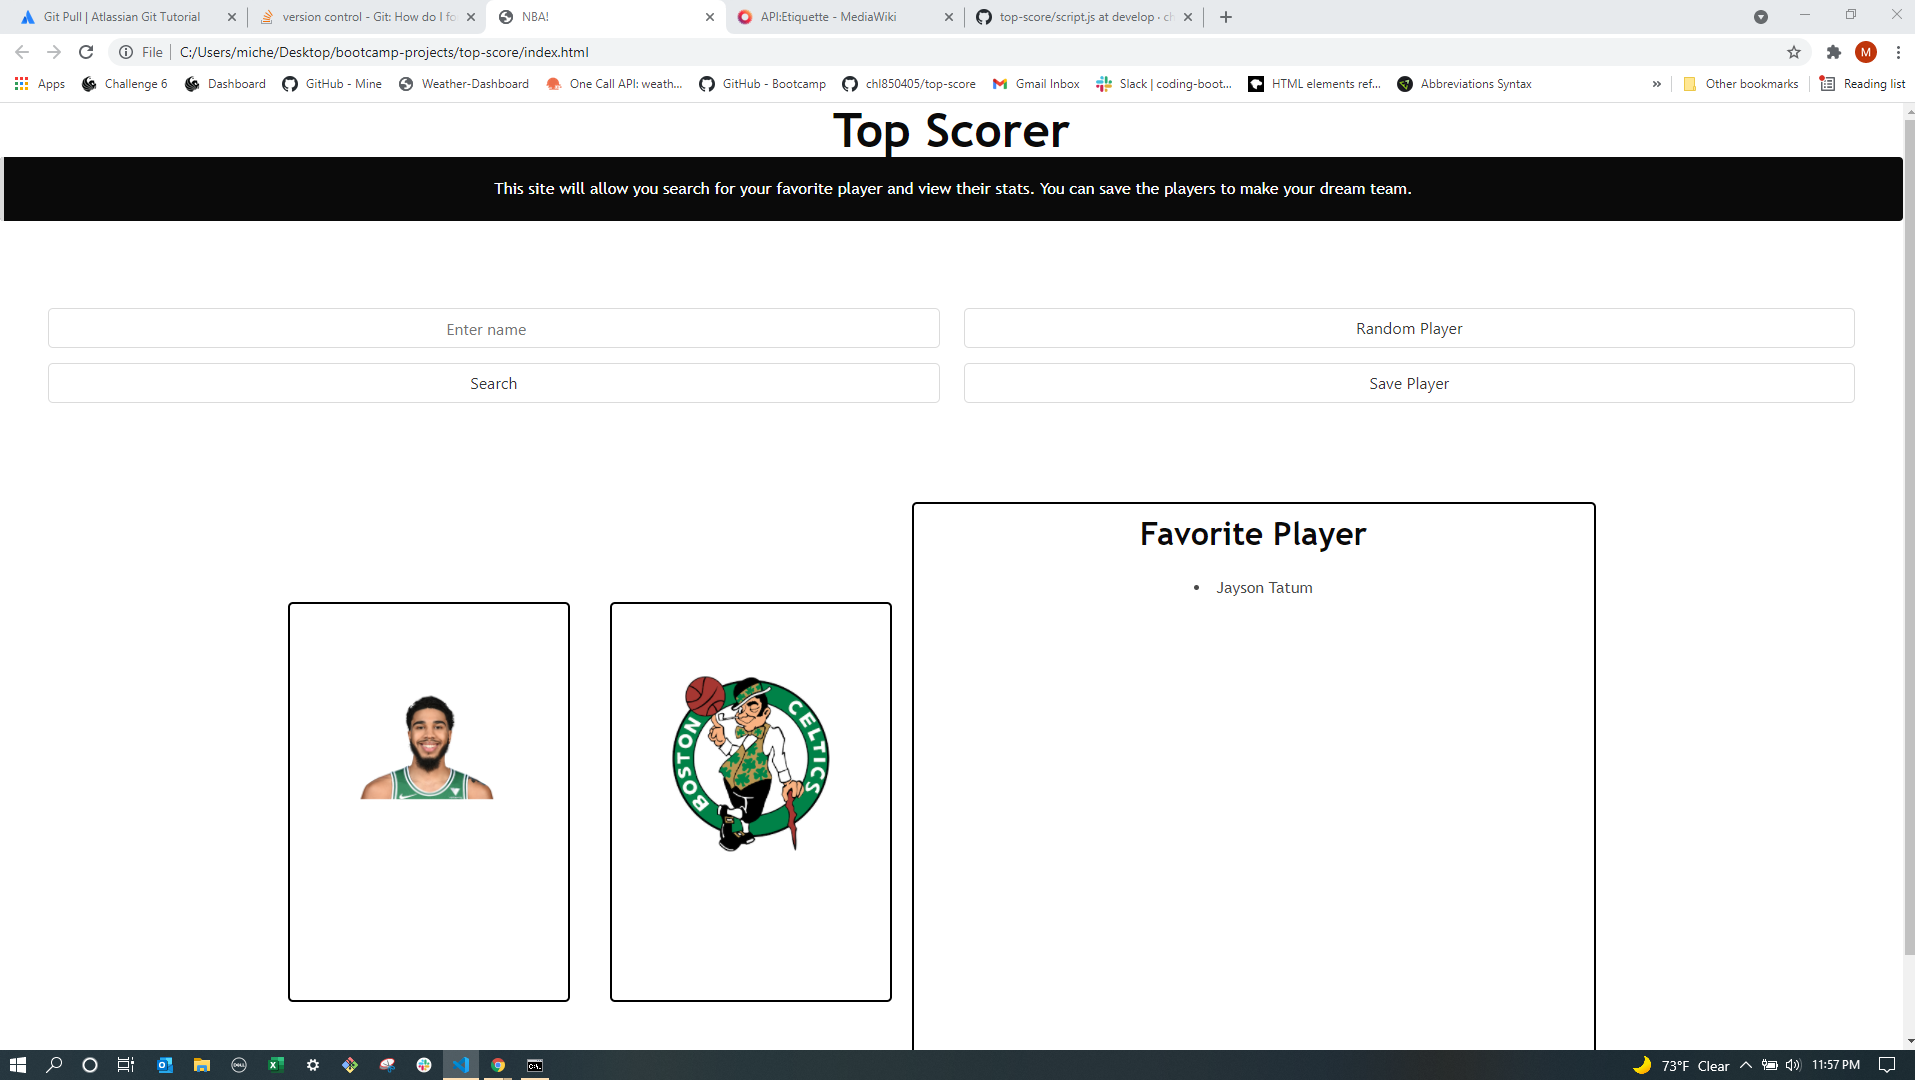 Git Pull | Atlassian Git Tutorial
version control - Git: How do I fo
NBA!
API:Etiquette - MediaWiki
top-score/script.js at develop · ch
File
C:/Users/miche/Desktop/bootcamp-projects/top-score/index.html
M
Apps
Challenge 6
Dashboard
GitHub - Mine
Weather-Dashboard
One Call API: weath...
GitHub - Bootcamp
chl850405/top-score
Gmail Inbox
Slack | coding-boot...
HTML elements ref...
Abbreviations Syntax
»
Other bookmarks
Reading list
Top Scorer
This site will allow you search for your favorite player and view their stats. You can save the players to make your dream team.
Enter name
Random Player
Search
Save Player
Favorite Player
• Jayson Tatum
BOSTON CELTICS
73°F Clear
11:57 PM